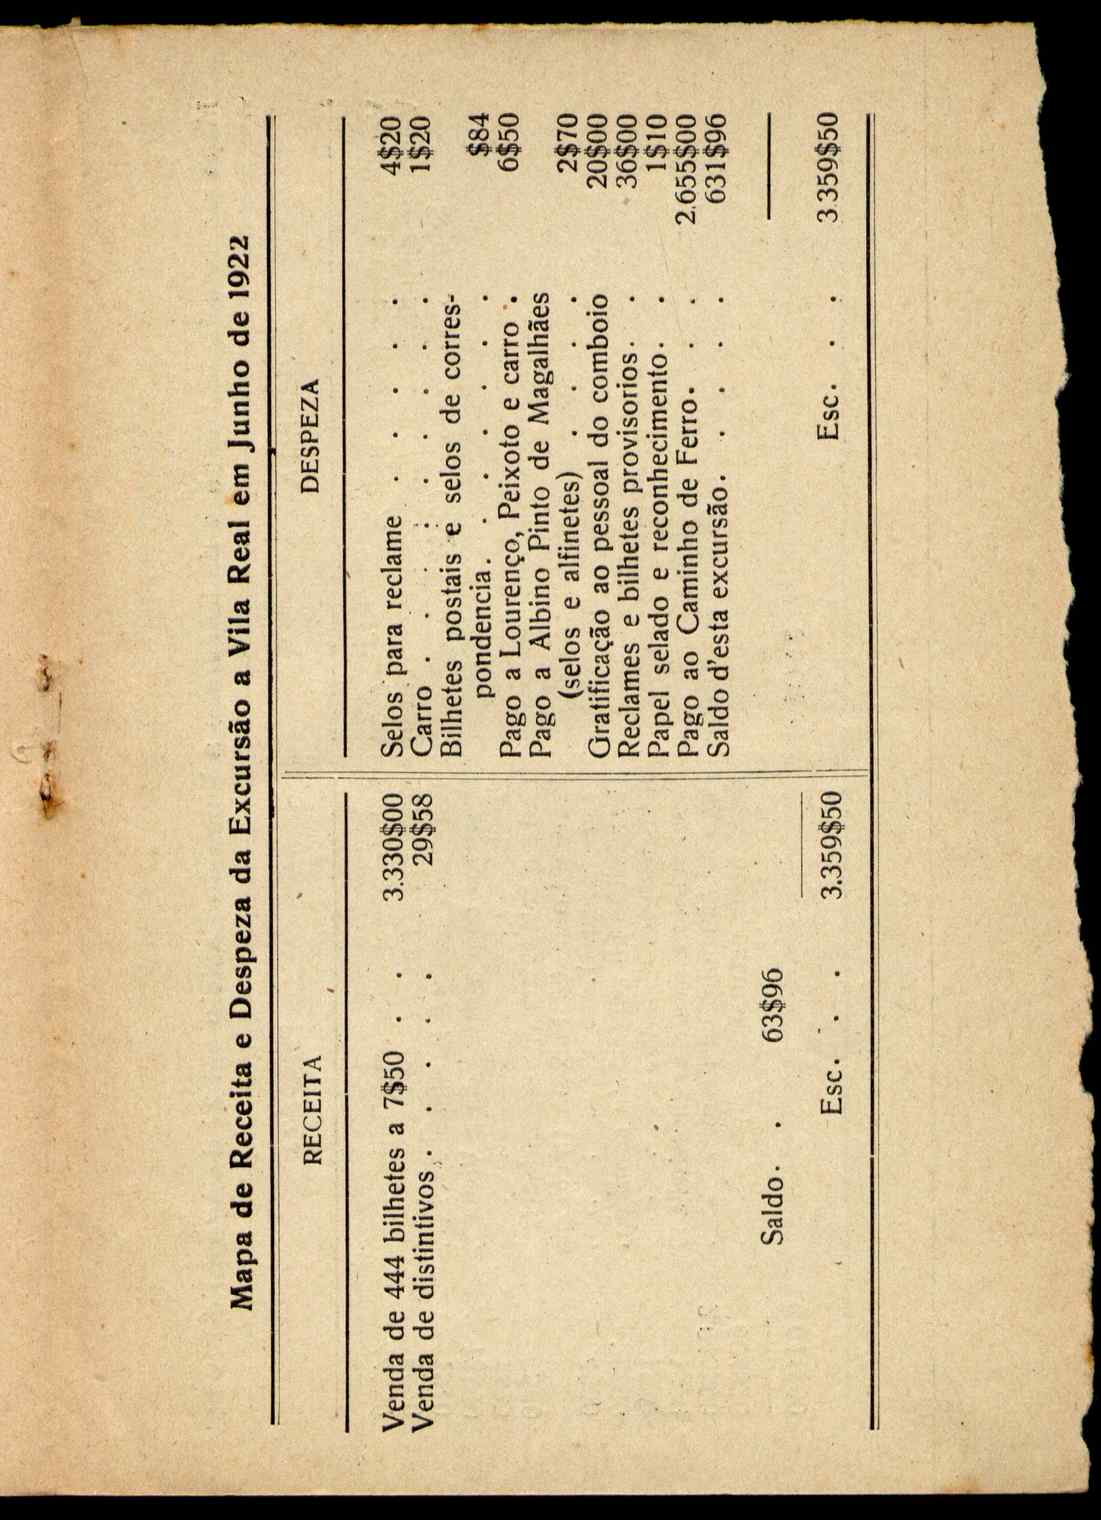 Mapa de Receita e Despeza da Excursão a Vila Real em Junho de 1922
RECEITA
Venda de 444 bilhetes a 7$50 . . 3.330$00
Venda de distintivos . . . . . 29$58
Saldo. . 63$96
Esc. . . . 3.359$50
DESPEZA
Selos para reclame . . . . . 4$20
Carro . . . . . . . 1$20
Bilhetes postais e selos de corres-
pondencia. . . . . . . $84
Pago a Lourenço, Peixoto e carro . 6$50
Pago a Albino Pinto de Magalhães
(selos e alfinetes) . . . . 2$70
Gratificação ao pessoal do comboio 20$00
Reclames e bilhetes provisorios. . 36$00
Papel selado e reconhecimento. . 1$10
Pago ao Caminho de Ferro. . . . 2.655$00
Saldo d'esta excursão. . . . . 631$96
Esc. . . . 3.359$50